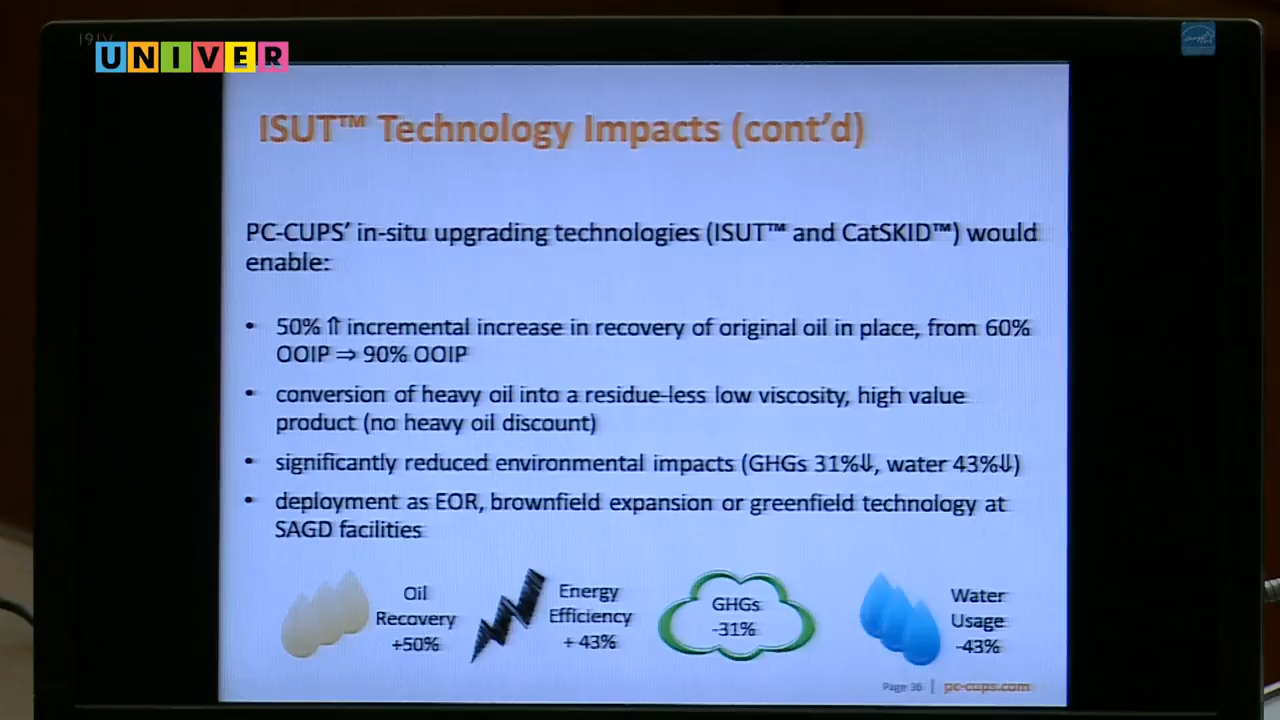 UNIVER
ISUT™ Technology Impacts (cont’d)
PC-CUPS’ in-situ upgrading technologies (ISUT™ and CatSKID™) would
enable:
• 50% ⇑ incremental increase in recovery of original oil in place, from 60%
OOIP ⇒ 90% OOIP
• conversion of heavy oil into a residue-less low viscosity, high value
product (no heavy oil discount)
• significantly reduced environmental impacts (GHGs 31%⇓, water 43%⇓)
• deployment as EOR, brownfield expansion or greenfield technology at
SAGD facilities
Oil
Recovery
+50%
Energy
Efficiency
+ 43%
GHGs
-31%
Water
Usage
-43%
Page 36 | pc-cups.com